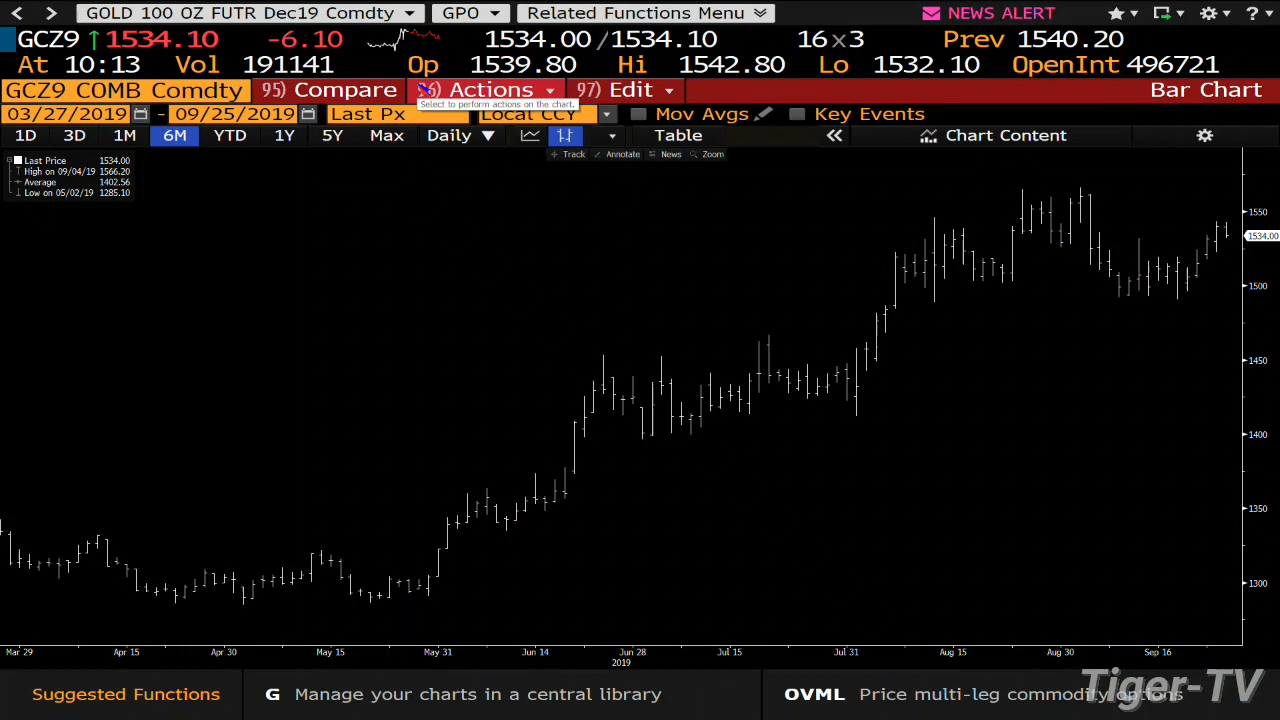 GOLD 100 OZ FUTR Dec19 Comdty GPO Related Functions Menu NEWS ALERT ?
GCZ9 ↑1534.10 -6.10 1534.00/1534.10 16x3 Prev 1540.20
At 10:13 Vol 191141 Op 1539.80 Hi 1542.80 Lo 1532.10 OpenInt 496721
GCZ9 COMB Comdty 95) Compare 96) Actions 97) Edit Bar Chart
Select to perform actions on the chart.
03/27/2019 - 09/25/2019 Last Px Local CCY Mov Avgs Key Events
1D 3D 1M 6M YTD 1Y 5Y Max Daily ▼ Table « Chart Content
Track Annotate News Zoom
Last Price 1534.00
High on 09/04/19 1566.20
Average 1402.56
Low on 05/02/19 1285.10
1550
1534.00
1500
1450
1400
1350
1300
Mar 29 Apr 15 Apr 30 May 15 May 31 Jun 14 Jun 28 Jul 15 Jul 31 Aug 15 Aug 30 Sep 16
2019
Suggested Functions G Manage your charts in a central library OVML Price multi-leg commodity options
Tiger-TV